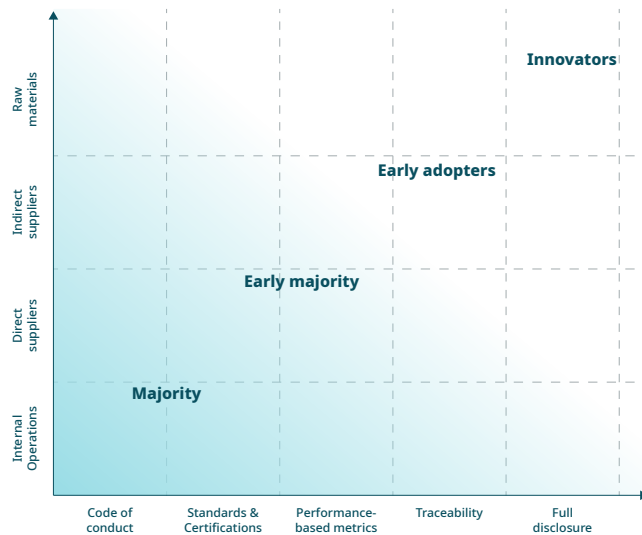 Innovators
Raw
materials
Early adopters
Indirect
suppliers
Early majority
Direct
suppliers
Majority
Internal
Operations
Code of
conduct
Standards &
Certifications
Performance-
based metrics
Traceability
Full
disclosure